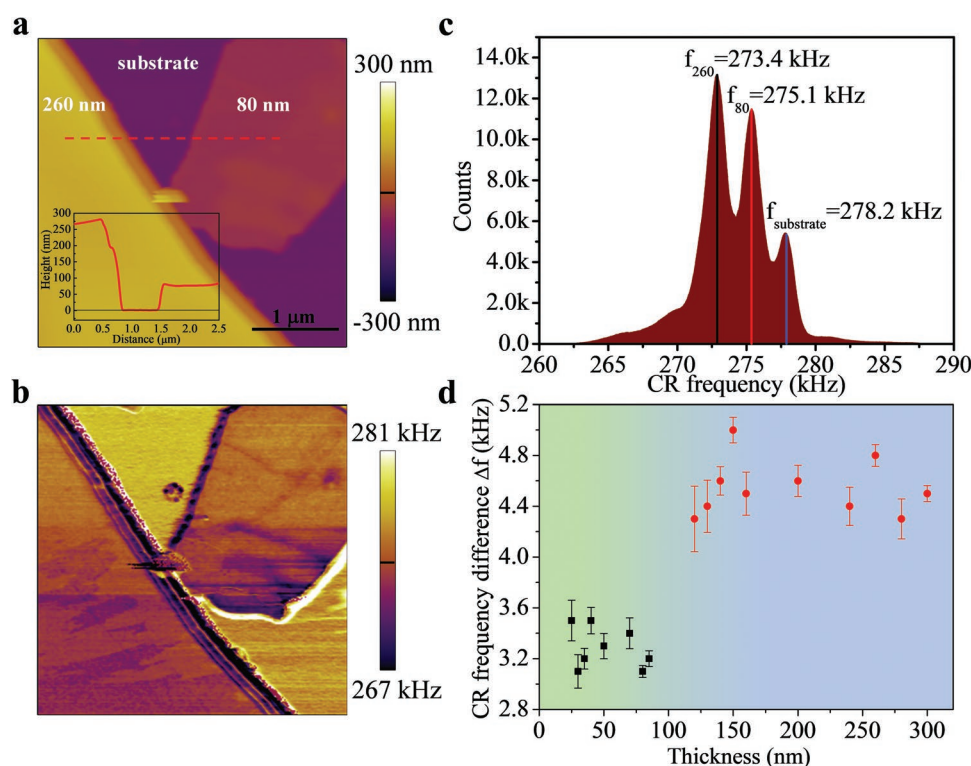 a
substrate
260 nm
80 nm
300 nm
-300 nm
300
250
200
150
100
50
0
Height(nm)
0.0 0.5 1.0 1.5 2.0 2.5
Distance(μm)
1 μm
b
281 kHz
267 kHz
c
14.0k
12.0k
10.0k
8.0k
6.0k
4.0k
2.0k
0.0
Counts
f260=273.4 kHz
f80=275.1 kHz
fsubstrate=278.2 kHz
260 265 270 275 280 285 290
CR frequency (kHz)
d
5.2
4.8
4.4
4.0
3.6
3.2
2.8
CR frequency difference Δf (kHz)
0 50 100 150 200 250 300
Thickness (nm)